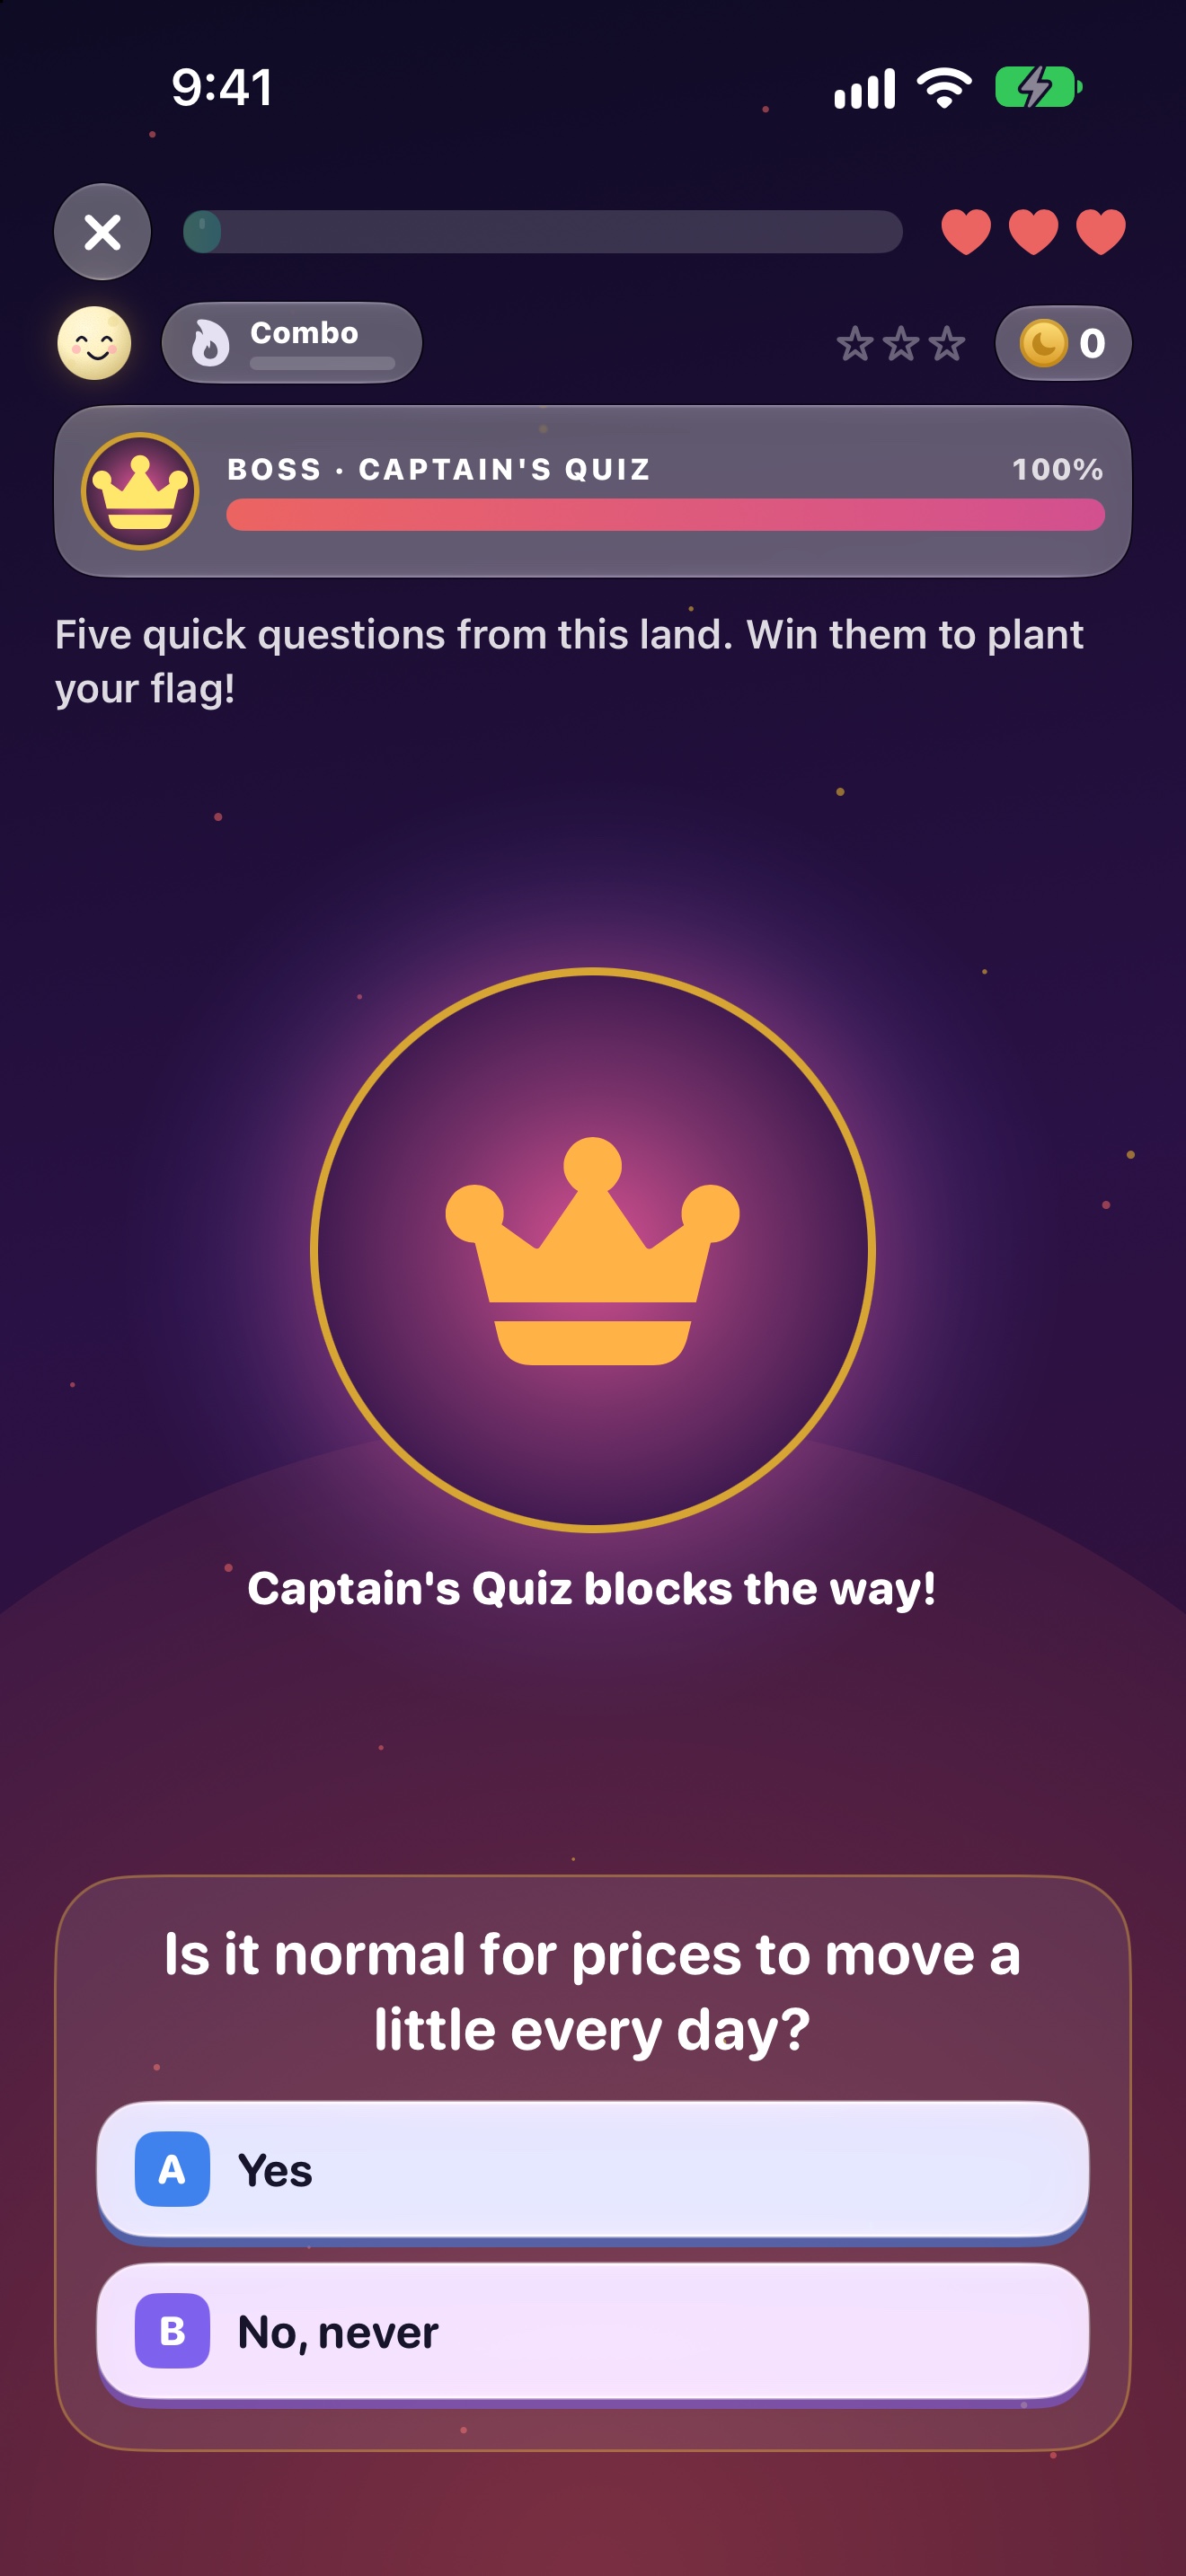 9:41
Combo
0
BOSS · CAPTAIN'S QUIZ
100%
Five quick questions from this land. Win them to plant
your flag!
Captain's Quiz blocks the way!
Is it normal for prices to move a
little every day?
A Yes
B No, never